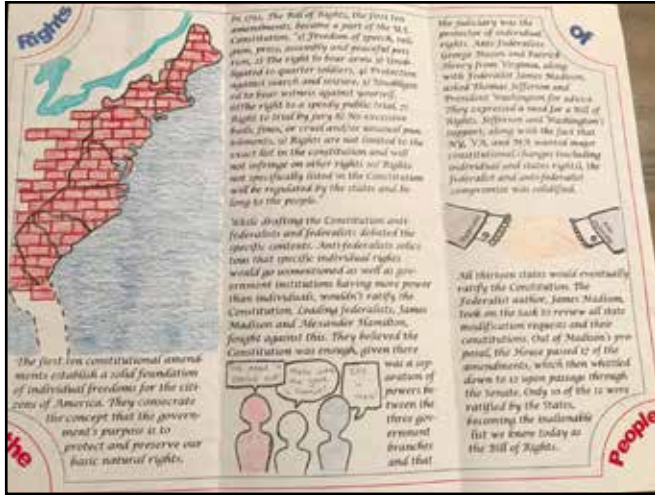 Rights
of
the
People
The first ten constitutional amend-
ments establish a solid foundation
of individual freedoms for the citi-
zens of America. They consecrate
the concept that the govern-
ment's purpose is to
protect and preserve our
basic natural rights.
In 1791, The Bill of Rights, the first ten
amendments, became a part of the U.S.
Constitution. "1) Freedom of speech, reli-
gion, press, assembly and peaceful peti-
tion, 2) The right to bear arms 3) Unob-
ligated to quarter soldiers, 4) Protection
against search and seizure, 5) Unobligat-
ed to bear witness against yourself,
6) The right to a speedy public trial, 7)
Right to trial by jury 8) No excessive
bails, fines, or cruel and/or unusual pun-
ishments, 9) Rights are not limited to the
exact list in the constitution and will
not infringe on other rights 10) Rights
not specifically listed in the Constitution
will be regulated by the states and be-
long to the people."
While drafting the Constitution anti-
federalists and federalists debated the
specific contents. Anti-federalists solici-
tous that specific individual rights
would go unmentioned as well as gov-
ernment institutions having more power
than individuals, wouldn't ratify the
Constitution. Leading federalists, James
Madison and Alexander Hamilton,
fought against this. They believed the
Constitution was enough, given there
was a sep-
aration of
powers be-
tween the
three gov-
ernment
branches
and that
the judiciary was the
protector of individual
rights. Anti-Federalists
George Mason and Patrick
Henry from Virginia, along
with Federalist James Madison,
asked Thomas Jefferson and
President Washington for advice.
They expressed a need for a Bill of
Rights. Jefferson and Washington's
support, along with the fact that
NY, VA, and MA wanted major
constitutional changes (including
individual and states rights), the
federalist and anti-federalist
compromise was solidified.
All thirteen states would eventually
ratify the Constitution. The
Federalist author, James Madison,
took on the task to review all state
modification requests and their
constitutions. Out of Madison's pro-
posal, the House passed 17 of the
amendments, which then whittled
down to 12 upon passage through
the Senate. Only 10 of the 12 were
ratified by the States,
becoming the inalienable
list we know today as
the Bill of Rights.